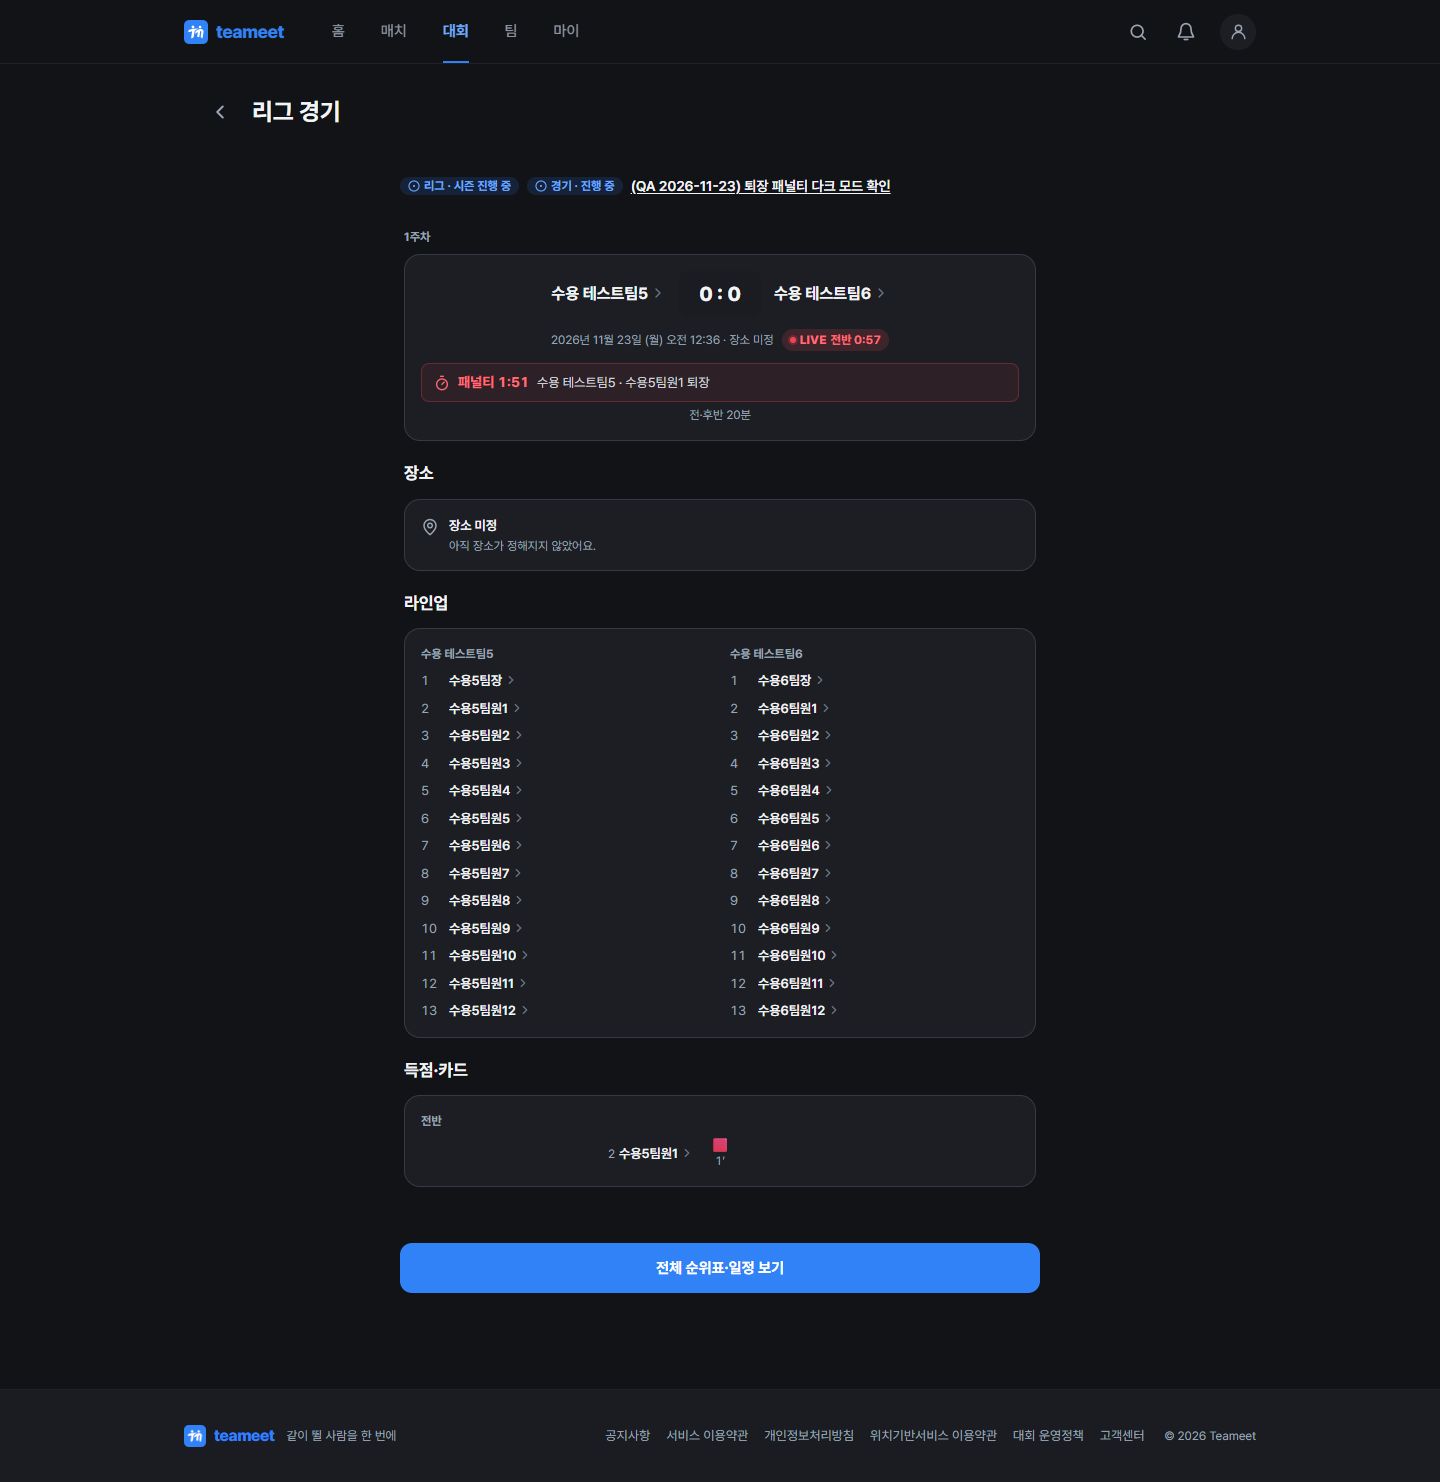 teameet 홈 매치 대회 팀 마이
리그 경기
리그 · 시즌 진행 중 경기 · 진행 중 (QA 2026-11-23) 퇴장 패널티 다크 모드 확인
1주차
수용 테스트팀5 0 : 0 수용 테스트팀6
2026년 11월 23일 (월) 오전 12:36 · 장소 미정 LIVE 전반 0:57
패널티 1:51 수용 테스트팀5 · 수용5팀원1 퇴장
전·후반 20분
장소
장소 미정
아직 장소가 정해지지 않았어요.
라인업
수용 테스트팀5 수용 테스트팀6
1 수용5팀장 1 수용6팀장
2 수용5팀원1 2 수용6팀원1
3 수용5팀원2 3 수용6팀원2
4 수용5팀원3 4 수용6팀원3
5 수용5팀원4 5 수용6팀원4
6 수용5팀원5 6 수용6팀원5
7 수용5팀원6 7 수용6팀원6
8 수용5팀원7 8 수용6팀원7
9 수용5팀원8 9 수용6팀원8
10 수용5팀원9 10 수용6팀원9
11 수용5팀원10 11 수용6팀원10
12 수용5팀원11 12 수용6팀원11
13 수용5팀원12 13 수용6팀원12
득점·카드
전반
2 수용5팀원1
1′
전체 순위표·일정 보기
teameet 같이 뛸 사람을 한 번에 공지사항 서비스 이용약관 개인정보처리방침 위치기반서비스 이용약관 대회 운영정책 고객센터 © 2026 Teameet